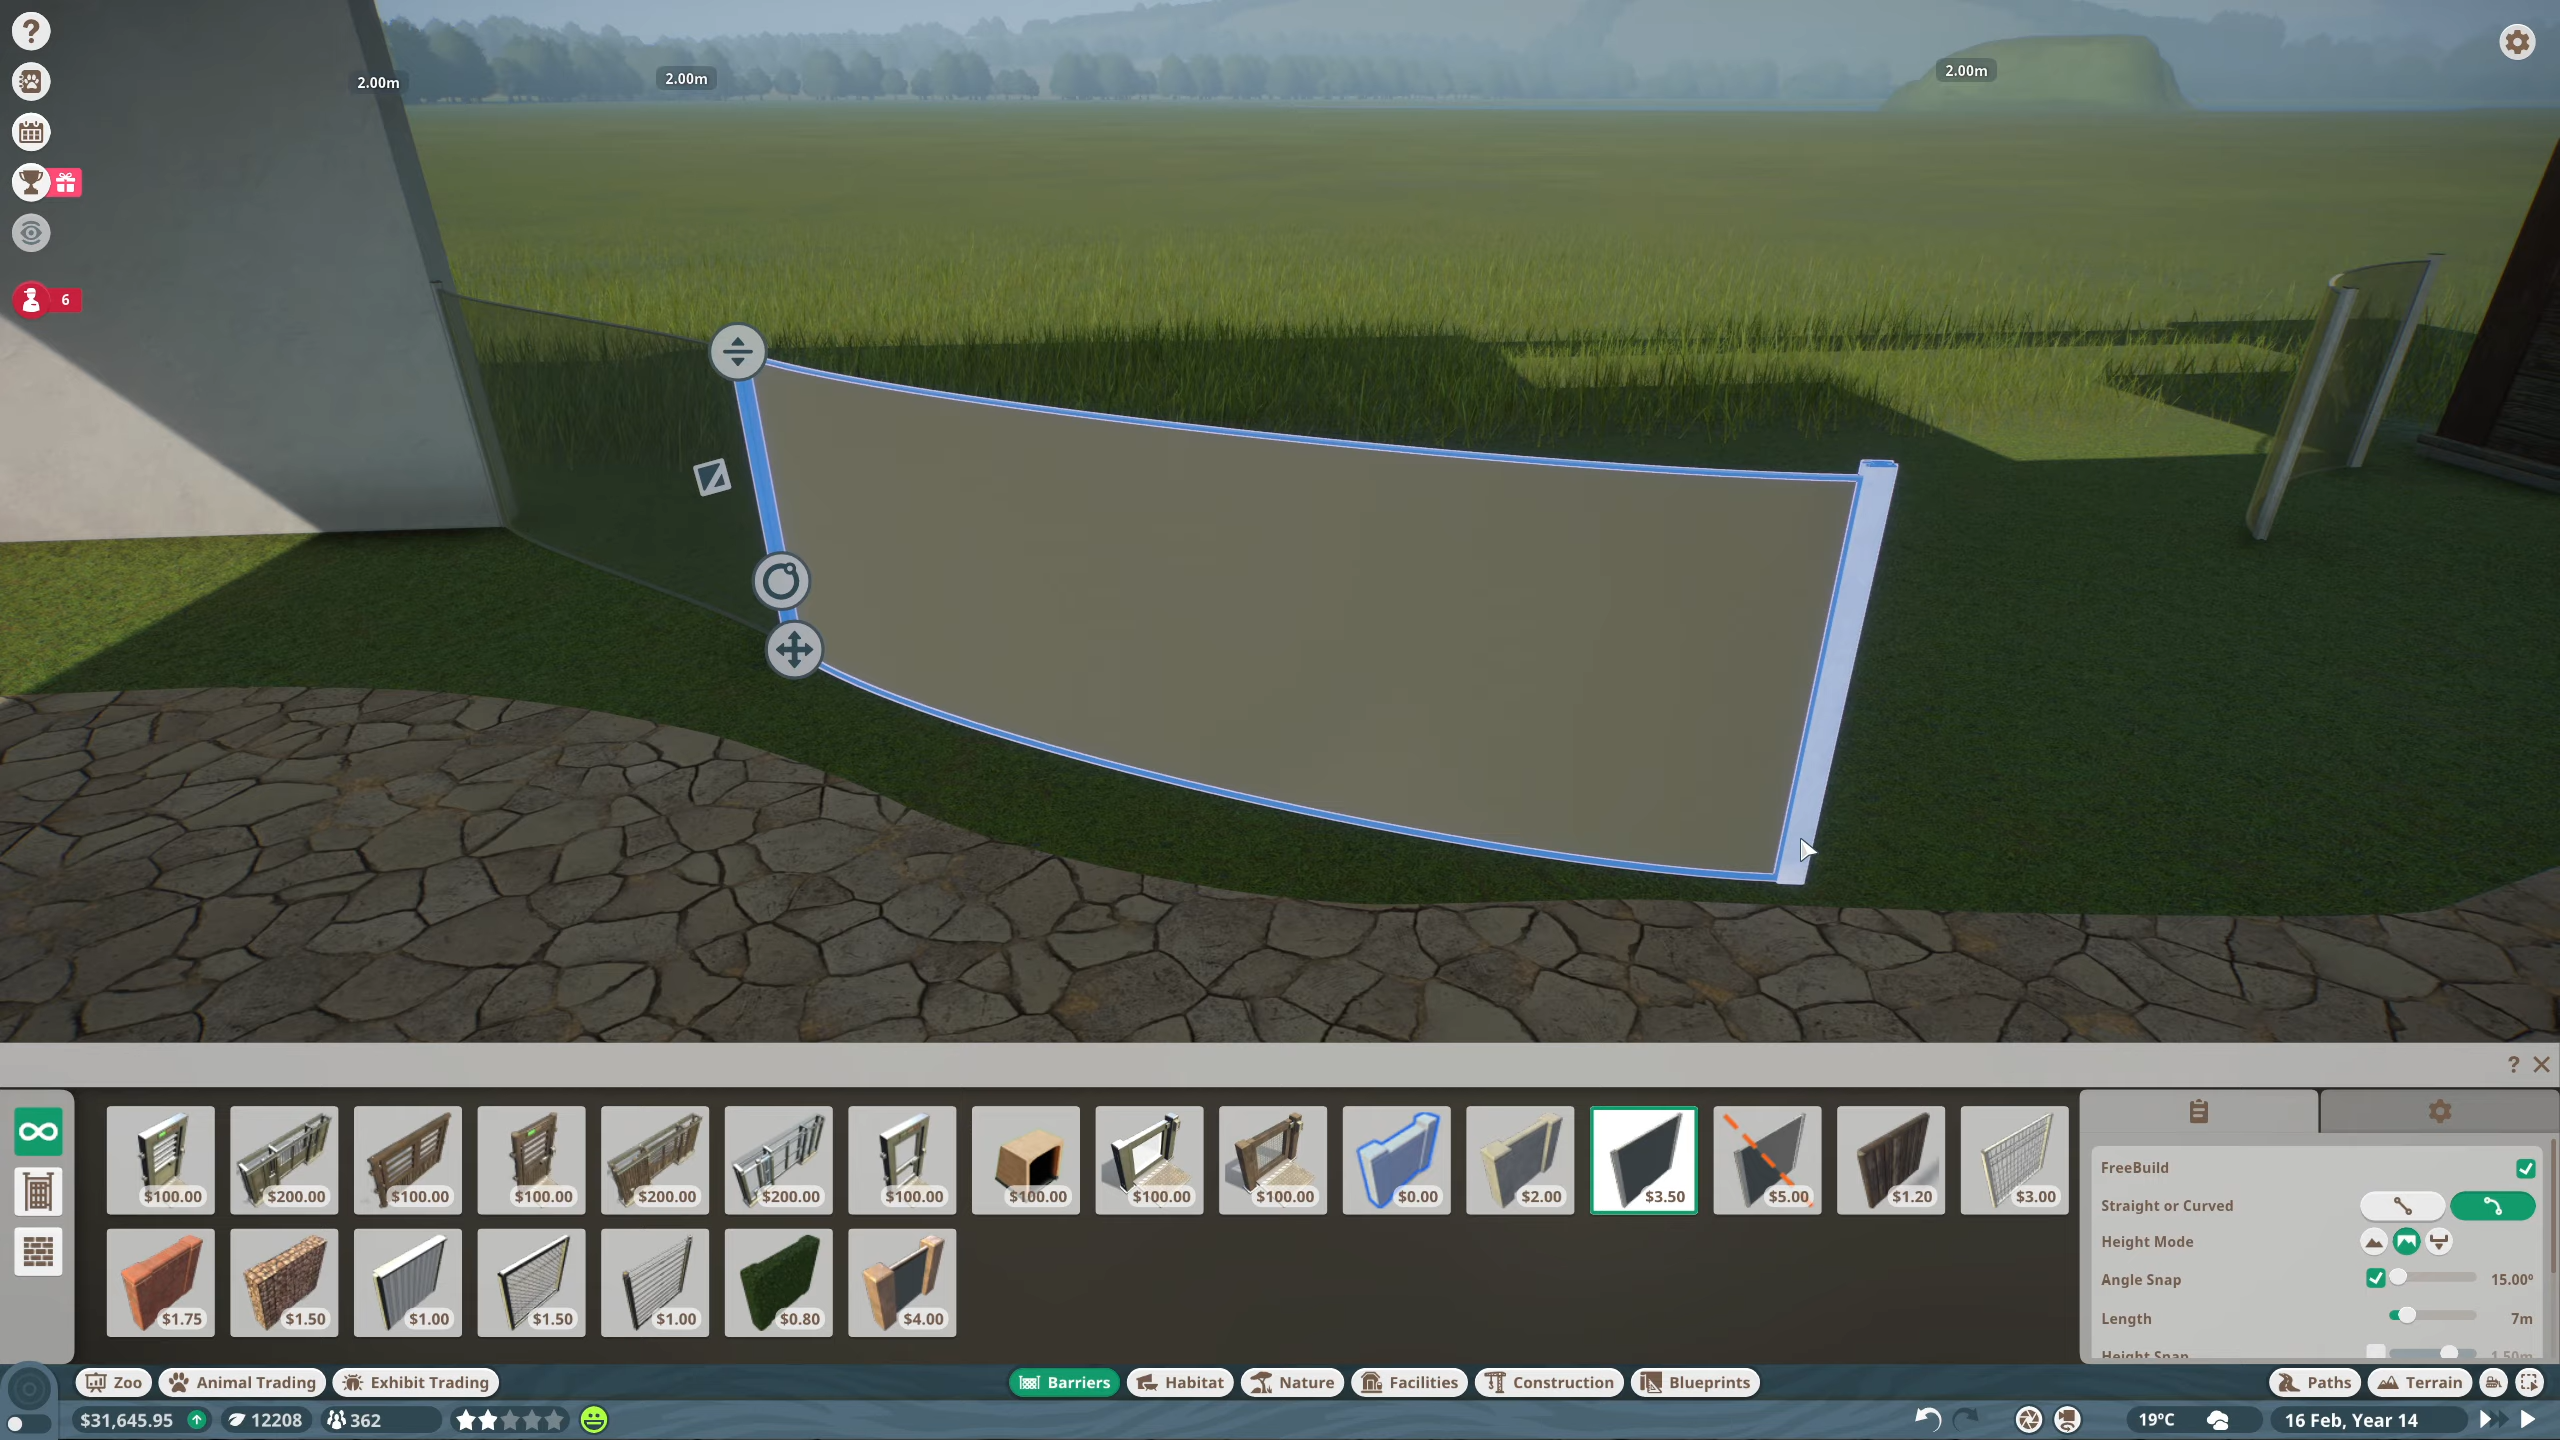 ?
2.00m
2.00m
2.00m
6
?
$100.00
$200.00
$100.00
$100.00
$200.00
$200.00
$100.00
$100.00
$100.00
$100.00
$0.00
$2.00
$3.50
$5.00
$1.20
$3.00
$1.75
$1.50
$1.00
$1.50
$1.00
$0.80
$4.00
FreeBuild
Straight or Curved
Height Mode
Angle Snap 15.00°
Length 7m
Height Snap 1.50m
Zoo
Animal Trading
Exhibit Trading
Barriers
Habitat
Nature
Facilities
Construction
Blueprints
Paths
Terrain
$31,645.95
12208
362
19°C
16 Feb, Year 14